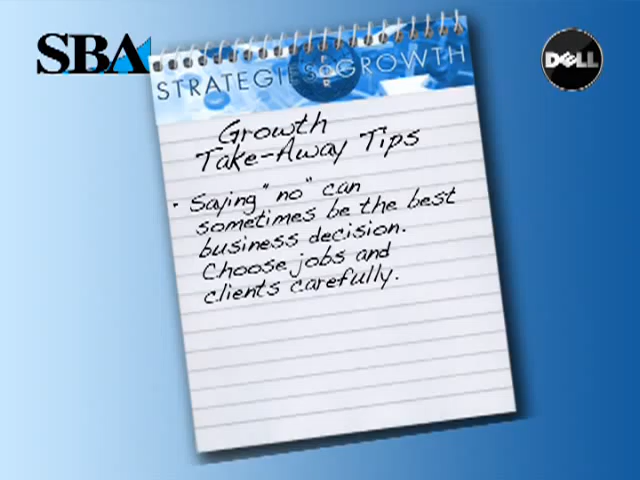 SBA
DELL
STRATEGIES FOR GROWTH
Growth
Take-Away Tips
• Saying "no" can
sometimes be the best
business decision.
Choose jobs and
clients carefully.